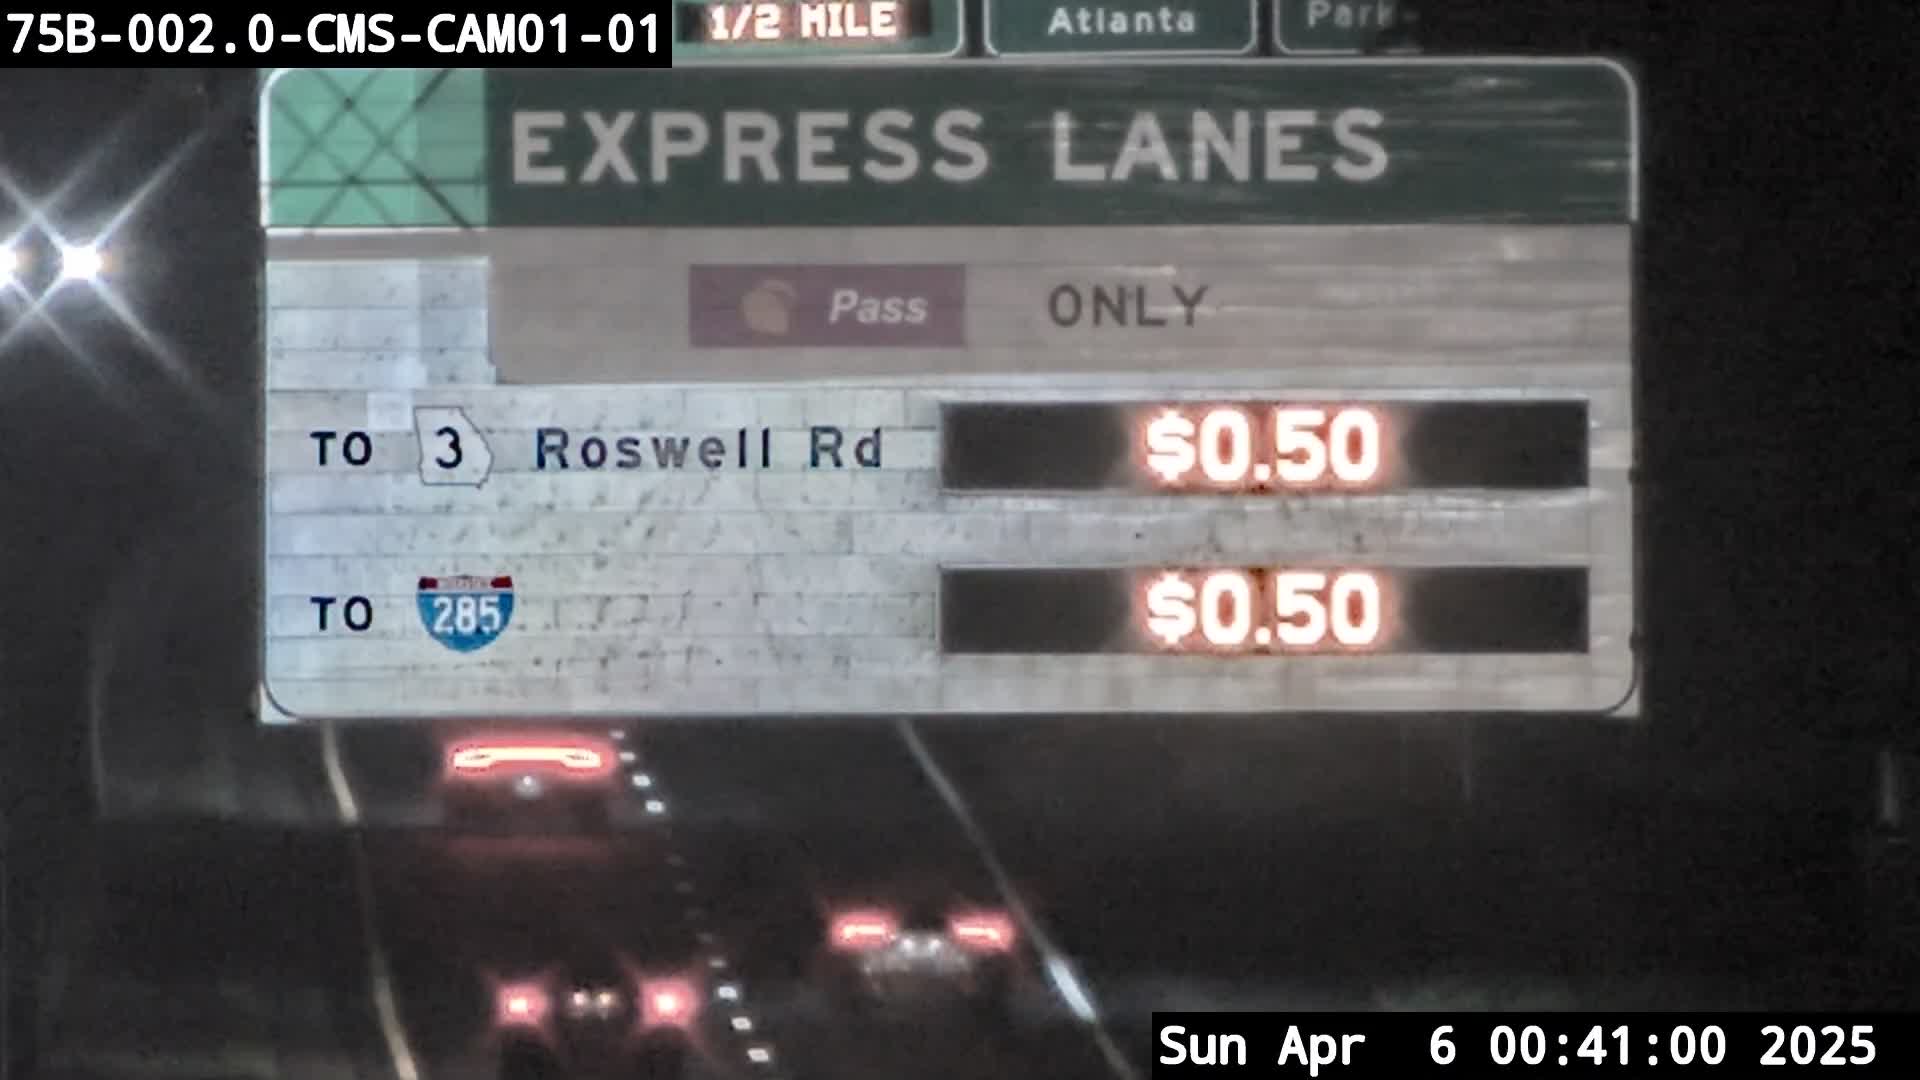 75B-002.0-CMS-CAM01-01
1/2 MILE
Atlanta
EXPRESS LANES
Pass ONLY
TO 3 Roswell Rd $0.50
TO 285 $0.50
Sun Apr 6 00:41:00 2025